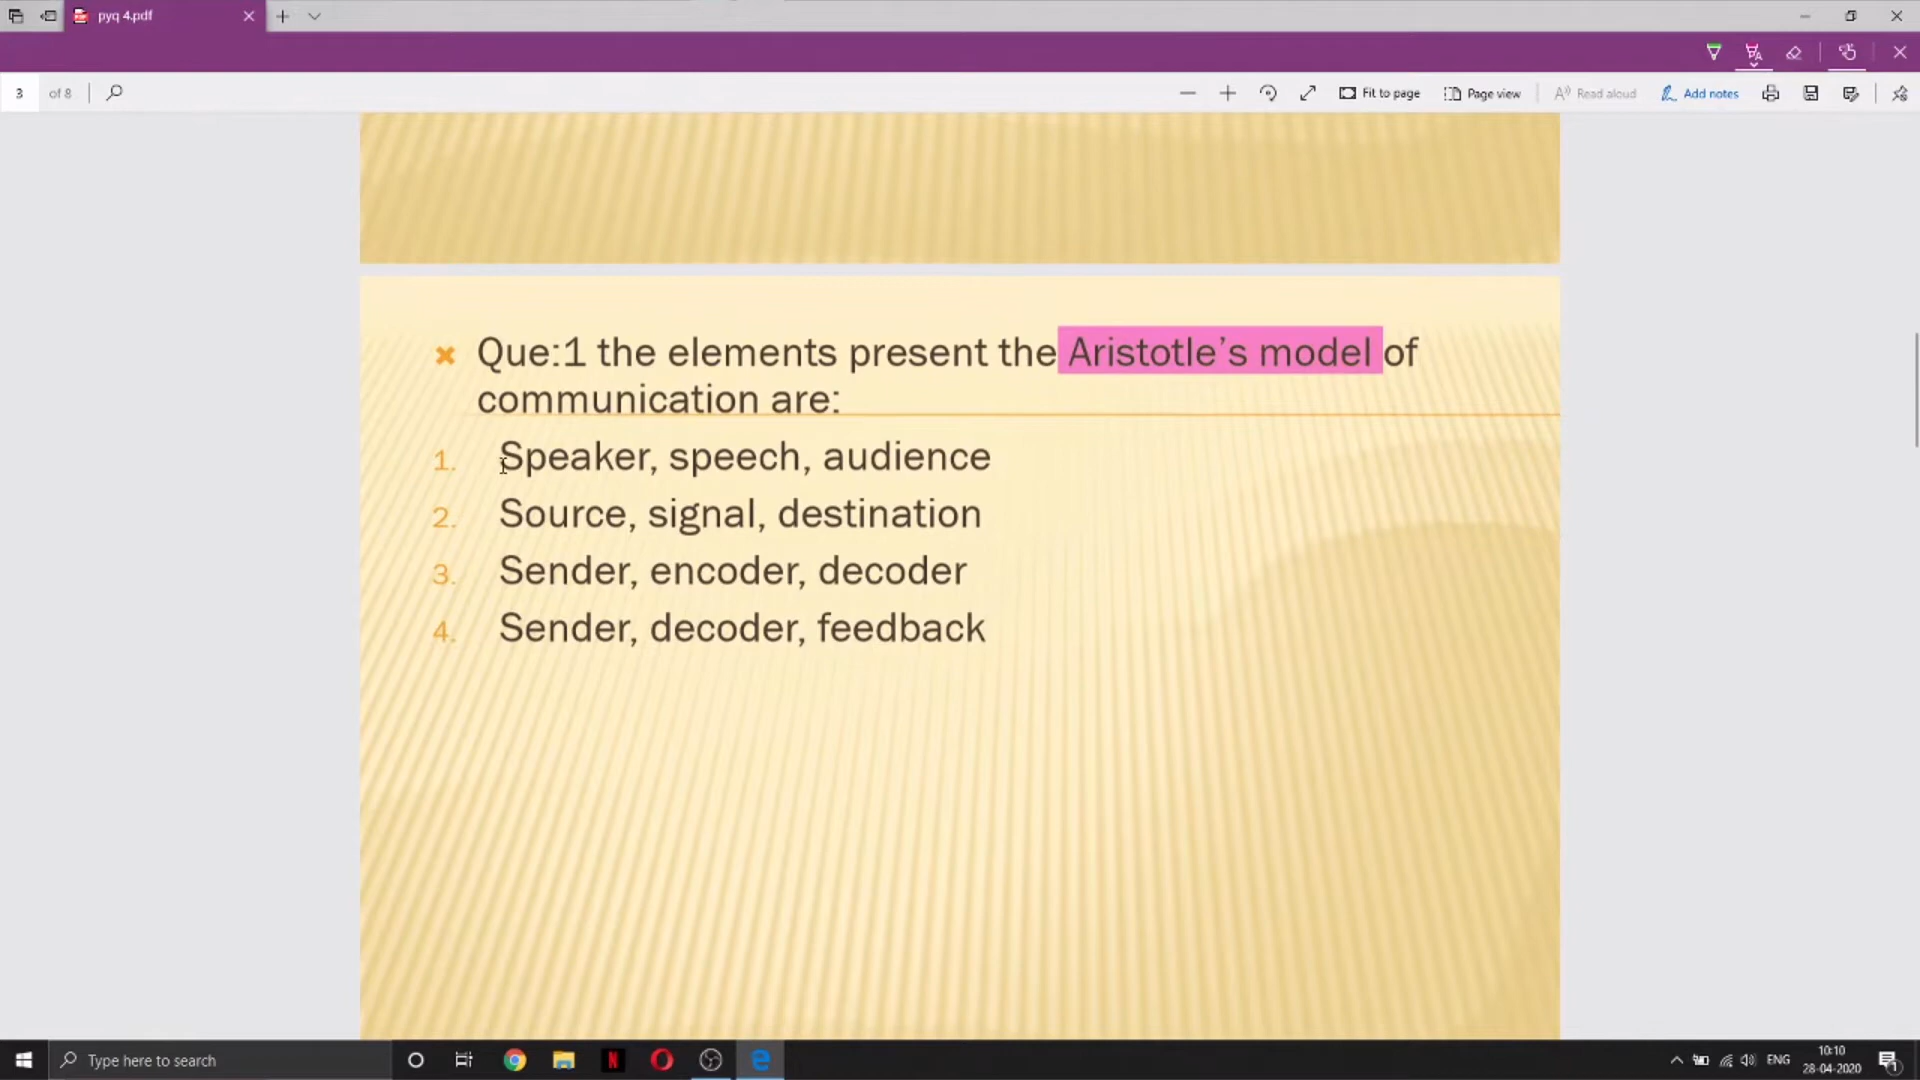 pyq 4.pdf
3 of 8
Fit to page
Page view
Read aloud
Add notes
Que:1 the elements present the Aristotle's model of
communication are:
1. Speaker, speech, audience
2. Source, signal, destination
3. Sender, encoder, decoder
4. Sender, decoder, feedback
Type here to search
ENG
10:10
28-04-2020